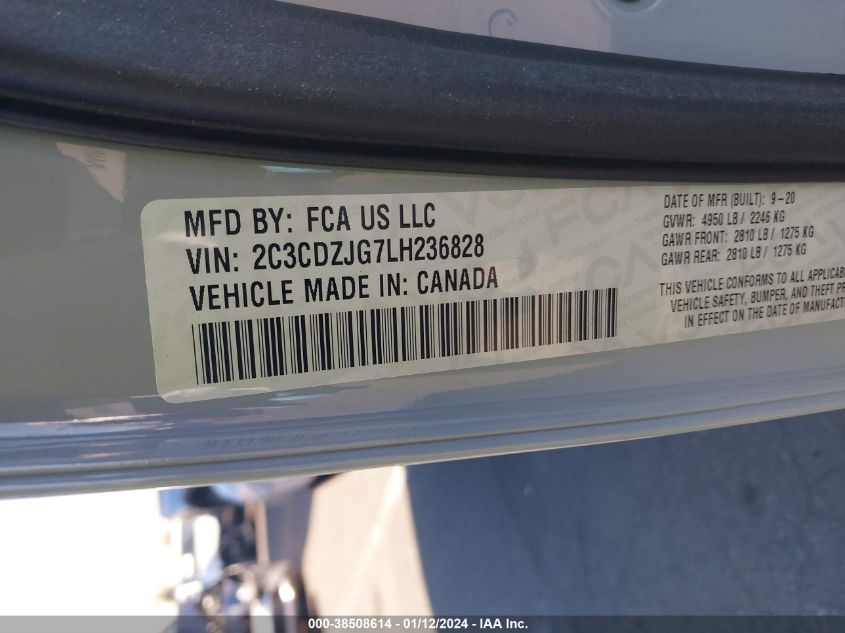 MFD BY: FCA US LLC
VIN: 2C3CDZJG7LH236828
VEHICLE MADE IN: CANADA
DATE OF MFR (BUILT): 9-20
GVWR: 4950 LB / 2246 KG
GAWR FRONT: 2810 LB / 1275 KG
GAWR REAR: 2810 LB / 1275 KG
THIS VEHICLE CONFORMS TO ALL APPLICAB
VEHICLE SAFETY, BUMPER, AND THEFT PR
IN EFFECT ON THE DATE OF MANUFACT
000-38508614 - 01/12/2024 - IAA Inc.